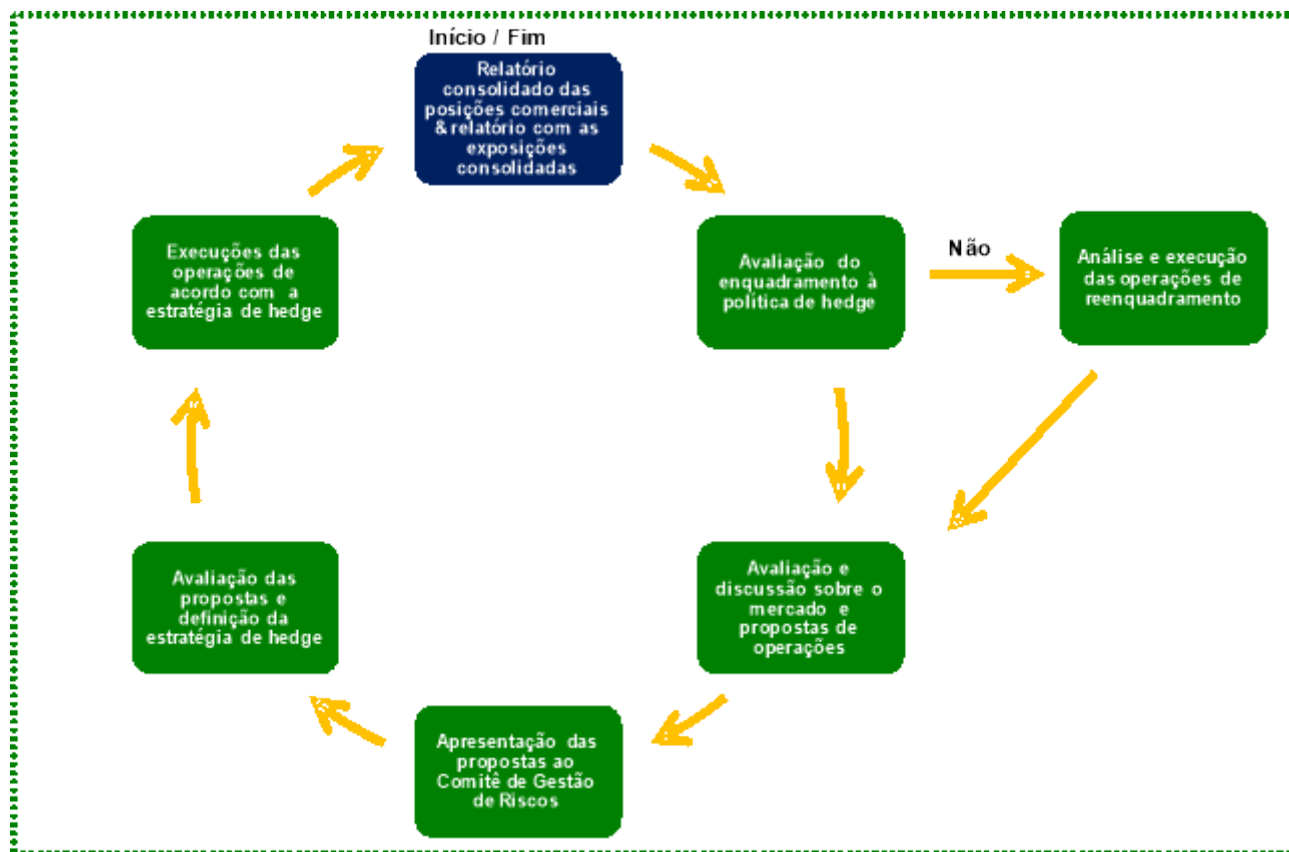 Início / Fim
Relatório
consolidado das
posições comerciais
& relatório com as
exposições
consolidadas
Execuções das
operações de
acordo com a
estratégia de hedge
Avaliação do
enquadramento à
política de hedge
Não
Análise e execução
das operações de
reenquadramento
Avaliação das
propostas e
definição da
estratégia de hedge
Avaliação e
discussão sobre o
mercado e
propostas de
operações
Apresentação das
propostas ao
Comitê de Gestão
de Riscos